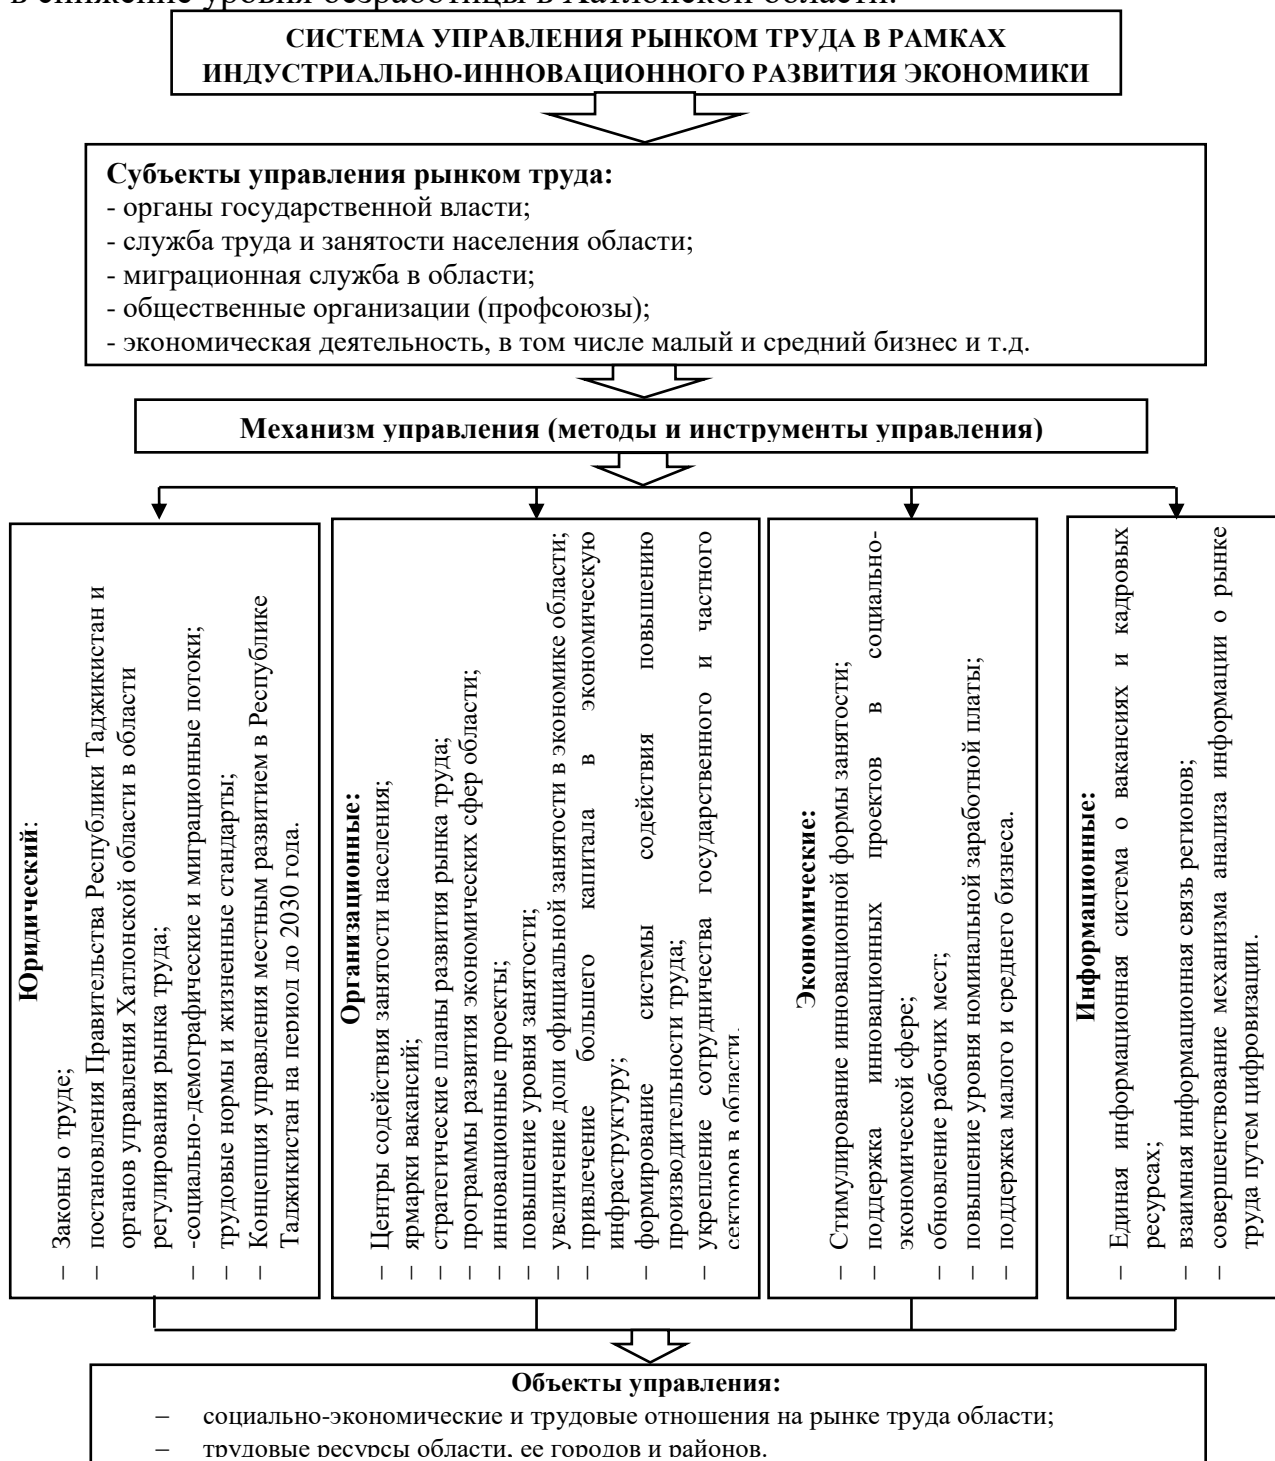 в снижение уровня безработицы в Хатлонской области.
СИСТЕМА УПРАВЛЕНИЯ РЫНКОМ ТРУДА В РАМКАХ
ИНДУСТРИАЛЬНО-ИННОВАЦИОННОГО РАЗВИТИЯ ЭКОНОМИКИ
Субъекты управления рынком труда:
- органы государственной власти;
- служба труда и занятости населения области;
- миграционная служба в области;
- общественные организации (профсоюзы);
- экономическая деятельность, в том числе малый и средний бизнес и т.д.
Механизм управления (методы и инструменты управления)
Юридический:
– Законы о труде;
– постановления Правительства Республики Таджикистан и
органов управления Хатлонской области в области
регулирования рынка труда;
– -социально-демографические и миграционные потоки;
– трудовые нормы и жизненные стандарты;
– Концепция управления местным развитием в Республике
Таджикистан на период до 2030 года.
Организационные:
– Центры содействия занятости населения;
– ярмарки вакансий;
– стратегические планы развития рынка труда;
– программы развития экономических сфер области;
– инновационные проекты;
– повышение уровня занятости;
– увеличение доли официальной занятости в экономике области;
– привлечение большего капитала в экономическую
инфраструктуру;
– формирование системы содействия повышению
производительности труда;
– укрепление сотрудничества государственного и частного
секторов в области.
Экономические:
– Стимулирование инновационной формы занятости;
– поддержка инновационных проектов в социально-
экономической сфере;
– обновление рабочих мест;
– повышение уровня номинальной заработной платы;
– поддержка малого и среднего бизнеса.
Информационные:
– Единая информационная система о вакансиях и кадровых
ресурсах;
– взаимная информационная связь регионов;
– совершенствование механизма анализа информации о рынке
труда путем цифровизации.
Объекты управления:
– социально-экономические и трудовые отношения на рынке труда области;
– трудовые ресурсы области, ее городов и районов.